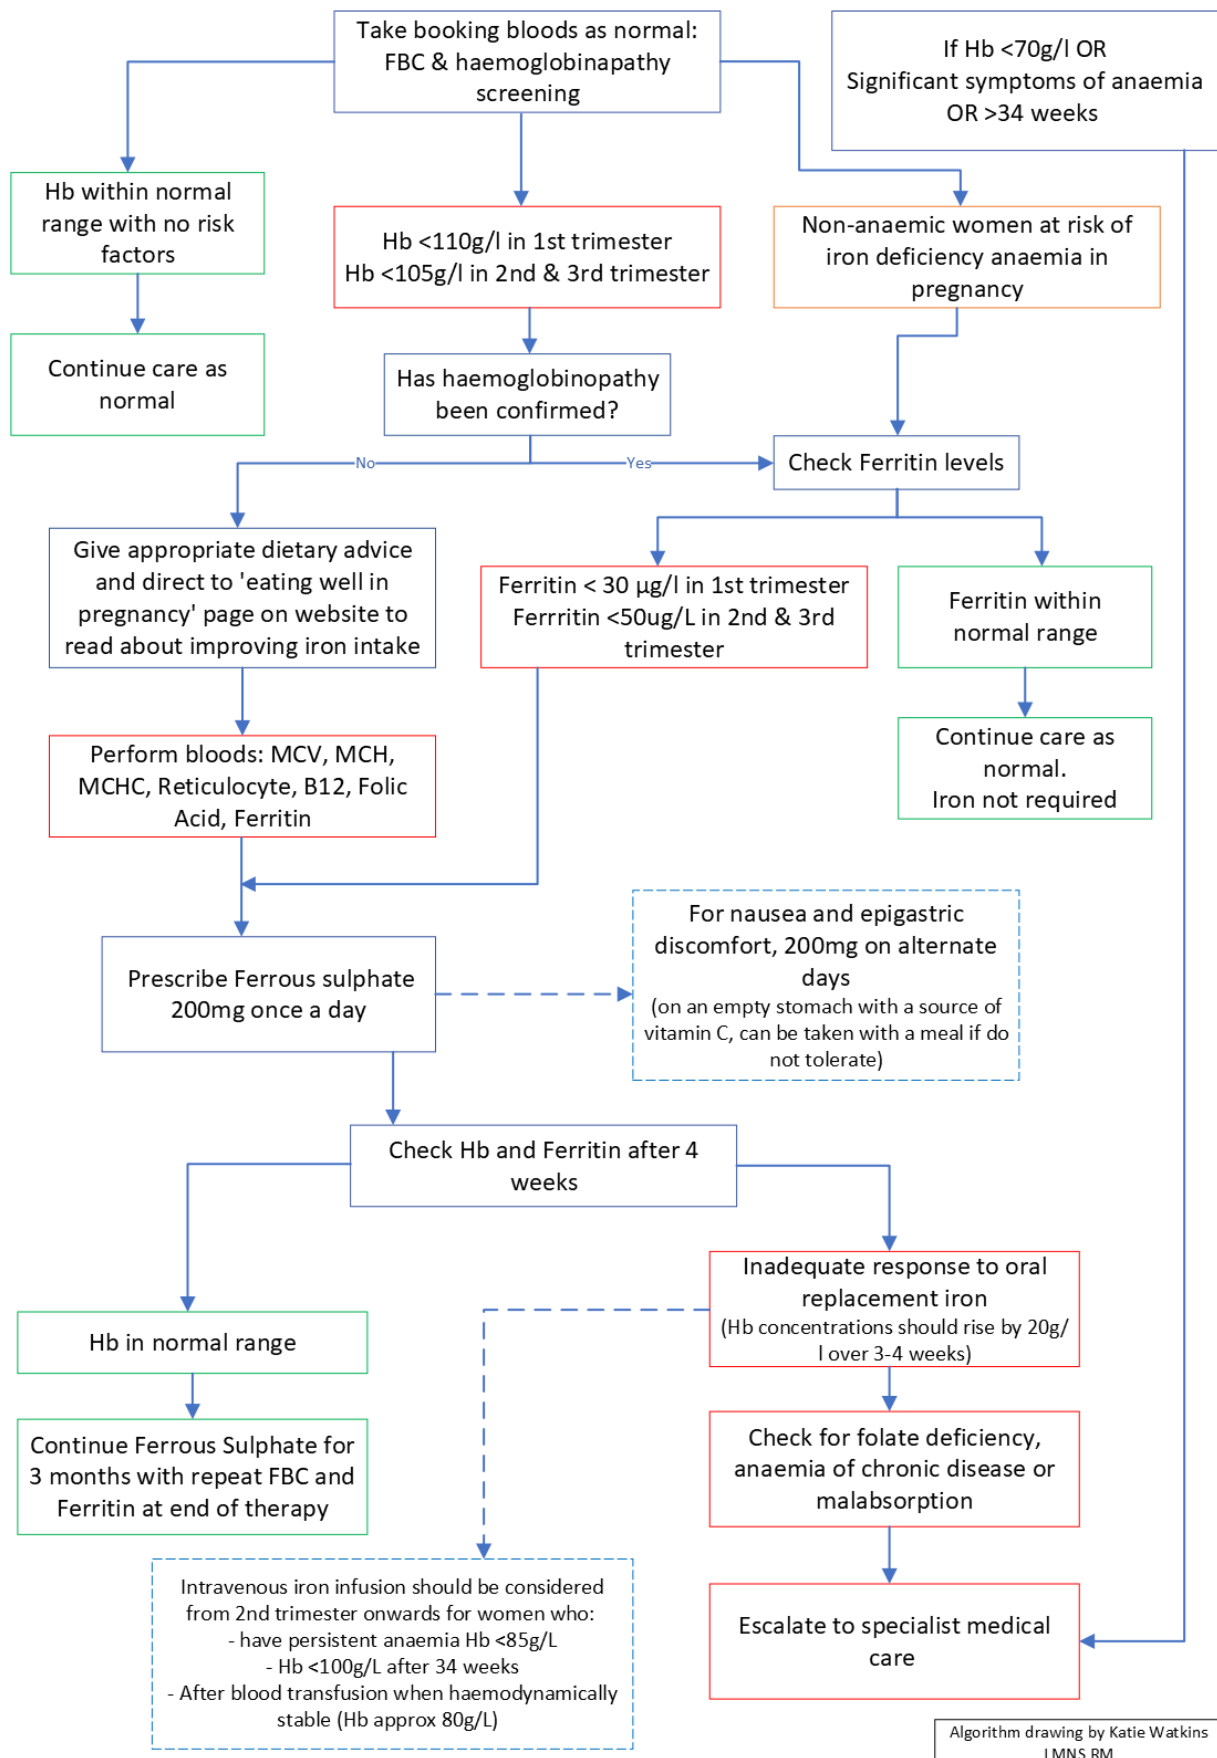 Take booking bloods as normal:
FBC & haemoglobinapathy
screening
If Hb <70g/l OR
Significant symptoms of anaemia
OR >34 weeks
Hb within normal
range with no risk
factors
Hb <110g/l in 1st trimester
Hb <105g/l in 2nd & 3rd trimester
Non-anaemic women at risk of
iron deficiency anaemia in
pregnancy
Continue care as
normal
Has haemoglobinopathy
been confirmed?
No
Yes
Check Ferritin levels
Give appropriate dietary advice
and direct to 'eating well in
pregnancy' page on website to
read about improving iron intake
Ferritin < 30 µg/l in 1st trimester
Ferrritin <50ug/L in 2nd & 3rd
trimester
Ferritin within
normal range
Perform bloods: MCV, MCH,
MCHC, Reticulocyte, B12, Folic
Acid, Ferritin
Continue care as
normal.
Iron not required
Prescribe Ferrous sulphate
200mg once a day
For nausea and epigastric
discomfort, 200mg on alternate
days
(on an empty stomach with a source of
vitamin C, can be taken with a meal if do
not tolerate)
Check Hb and Ferritin after 4
weeks
Hb in normal range
Inadequate response to oral
replacement iron
(Hb concentrations should rise by 20g/
l over 3-4 weeks)
Continue Ferrous Sulphate for
3 months with repeat FBC and
Ferritin at end of therapy
Check for folate deficiency,
anaemia of chronic disease or
malabsorption
Intravenous iron infusion should be considered
from 2nd trimester onwards for women who:
- have persistent anaemia Hb <85g/L
- Hb <100g/L after 34 weeks
- After blood transfusion when haemodynamically
stable (Hb approx 80g/L)
Escalate to specialist medical
care
Algorithm drawing by Katie Watkins
LMNS RM